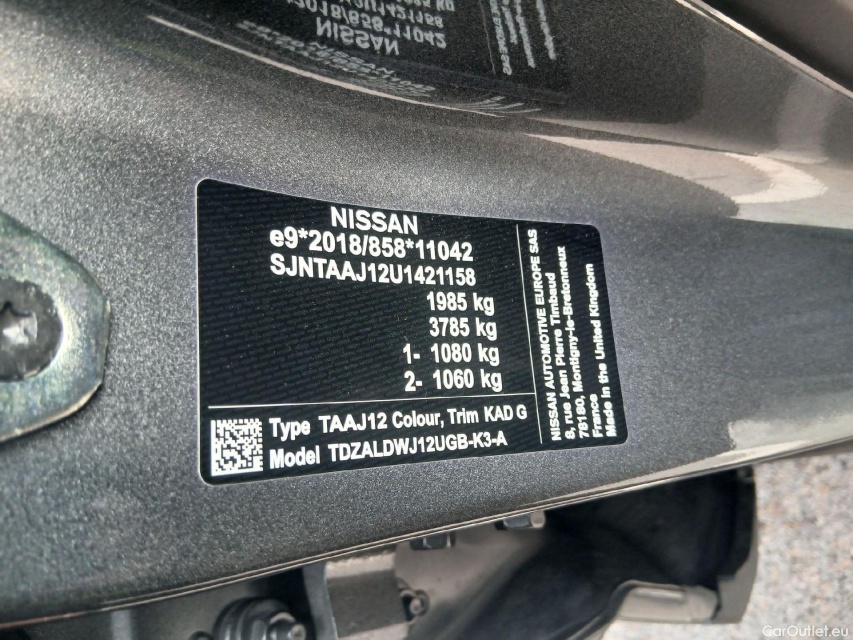 NISSAN
e9*2018/858*11042
SJNTAAJ12U1421158
1985 kg
3785 kg
1- 1080 kg
2- 1060 kg
Type TAAJ12 Colour, Trim KAD G
Model TDZALDWJ12UGB-K3-A
NISSAN AUTOMOTIVE EUROPE SAS
8, rue Jean Pierre Timbaud
78180, Montigny-le-Bretonneux
France
Made in the United Kingdom
CarOutlet.eu